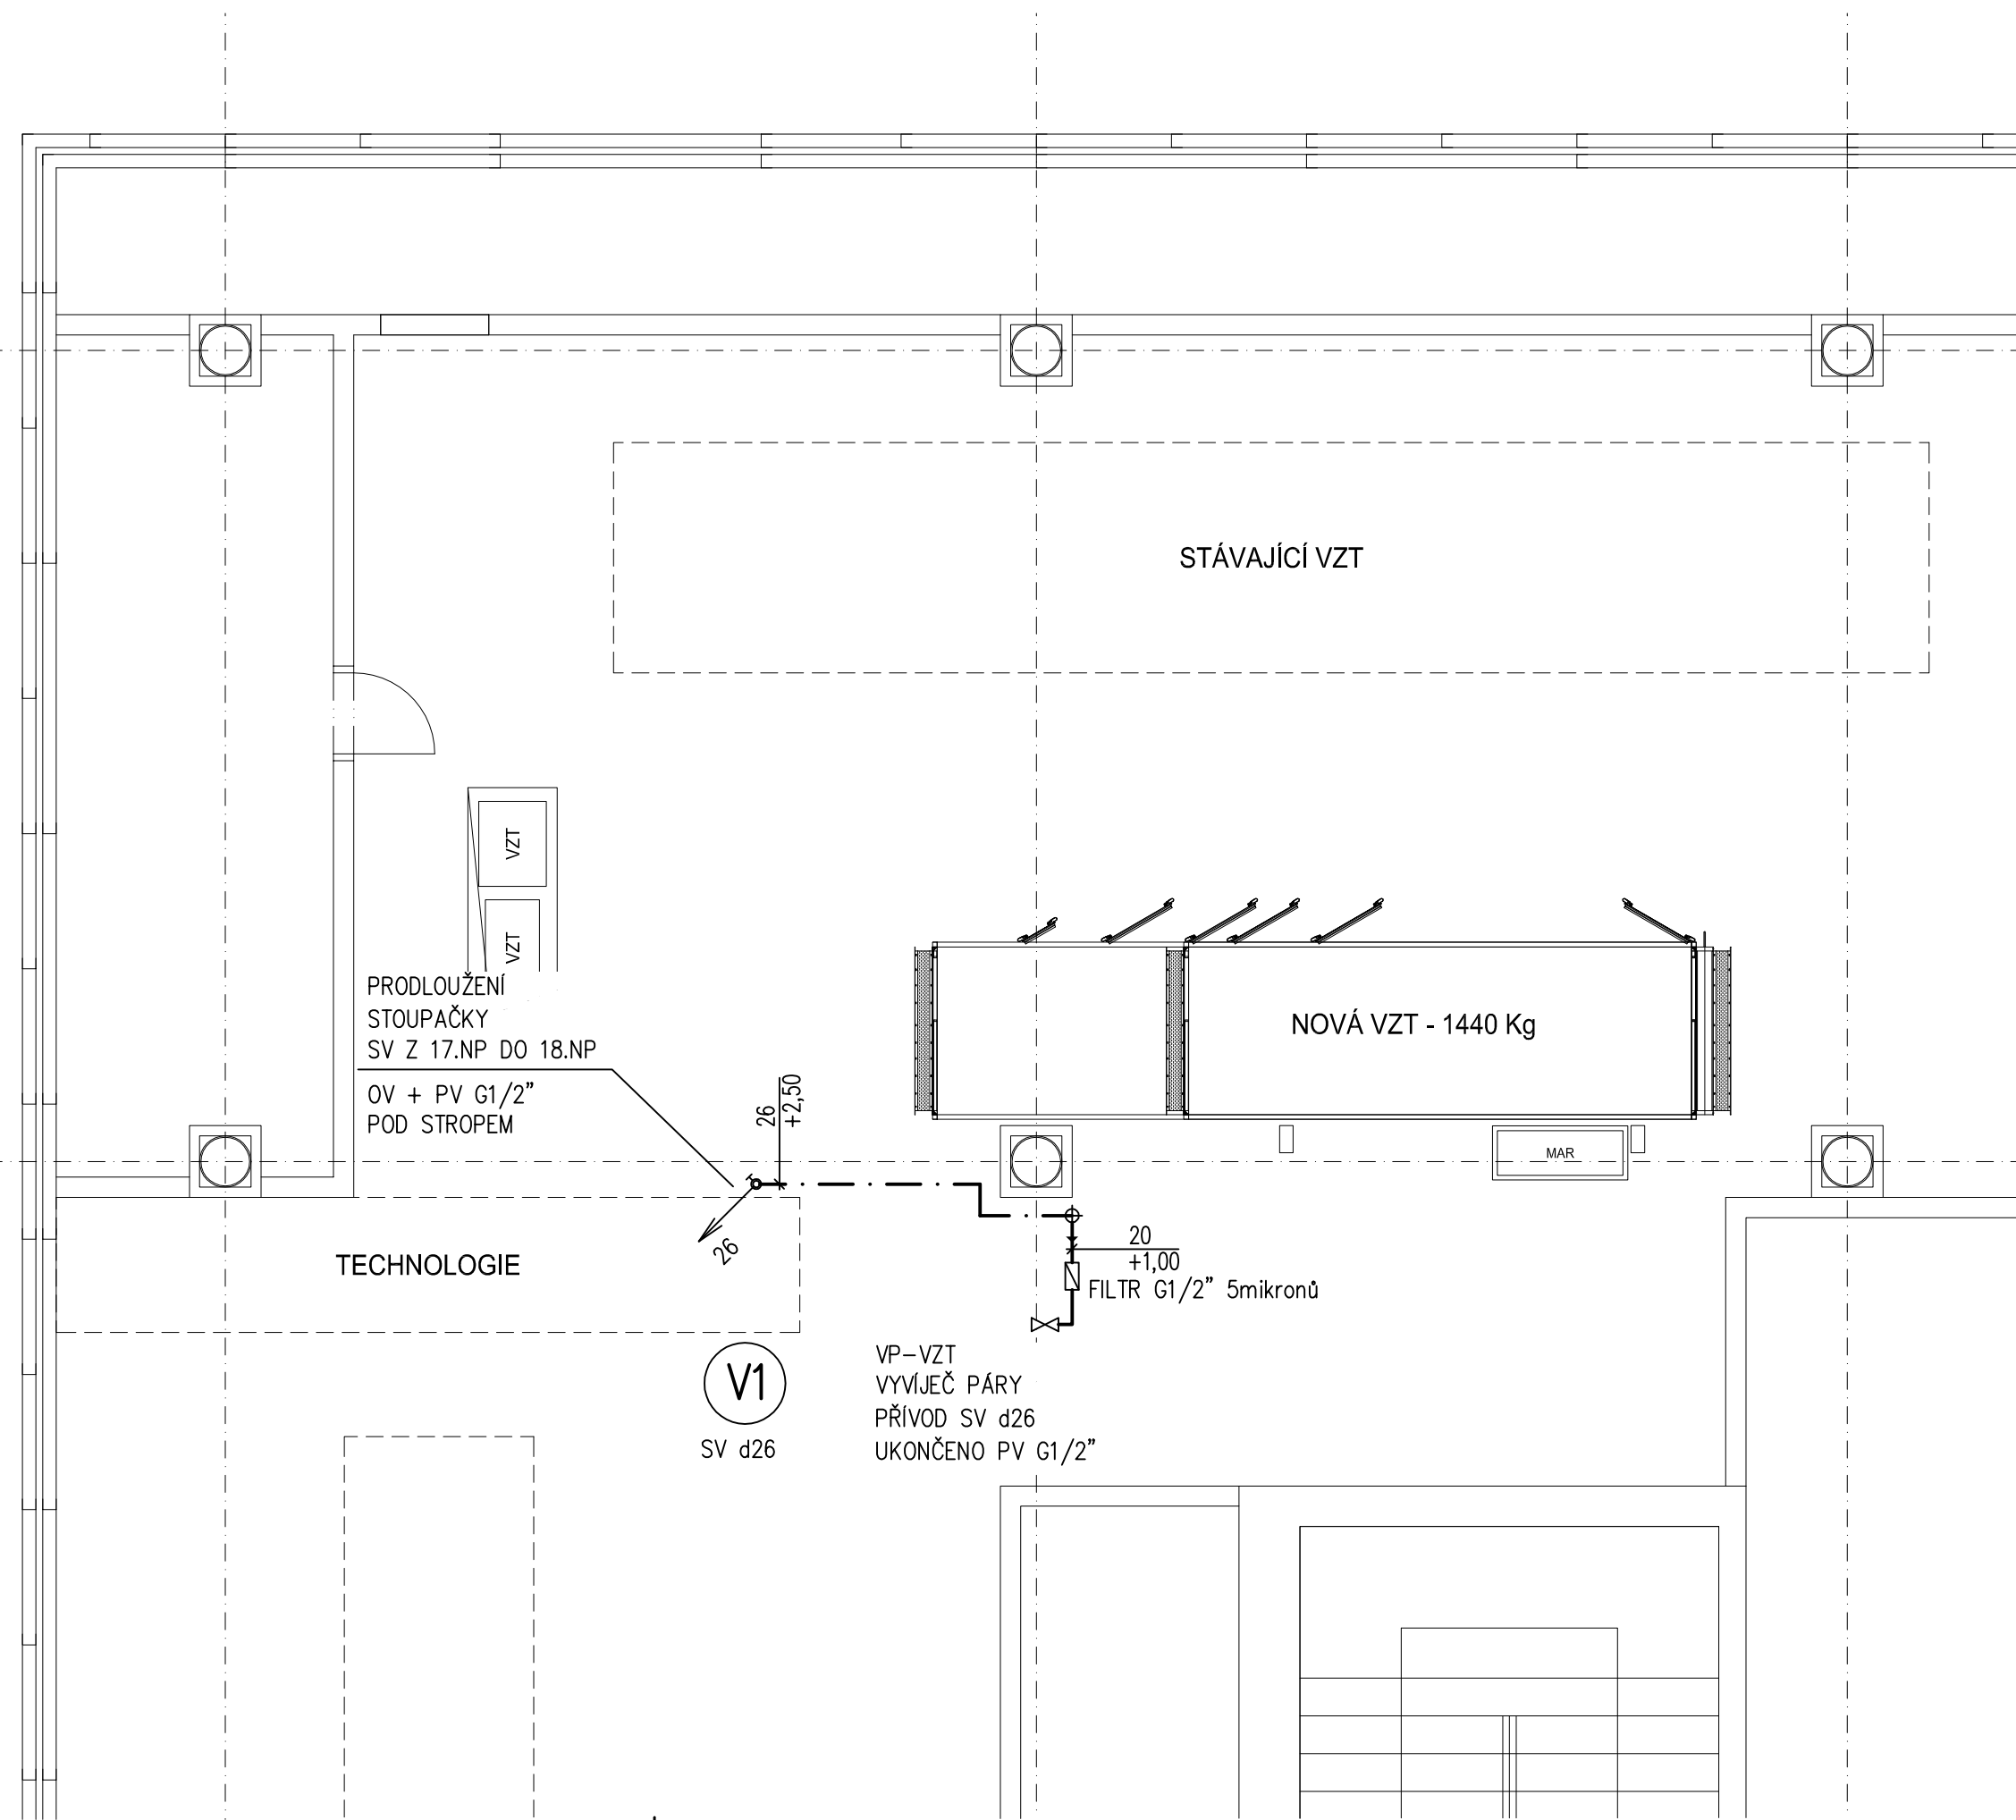 STÁVAJÍCÍ VZT
VZT
VZT
PRODLOUŽENÍ
STOUPAČKY
SV Z 17.NP DO 18.NP
OV + PV G1/2"
POD STROPEM
NOVÁ VZT - 1440 Kg
26
+2,50
MAR
26
TECHNOLOGIE
20
+1,00
FILTR G1/2" 5mikronů
V1
SV d26
VP-VZT
VYVÍJEČ PÁRY
PŘÍVOD SV d26
UKONČENO PV G1/2"